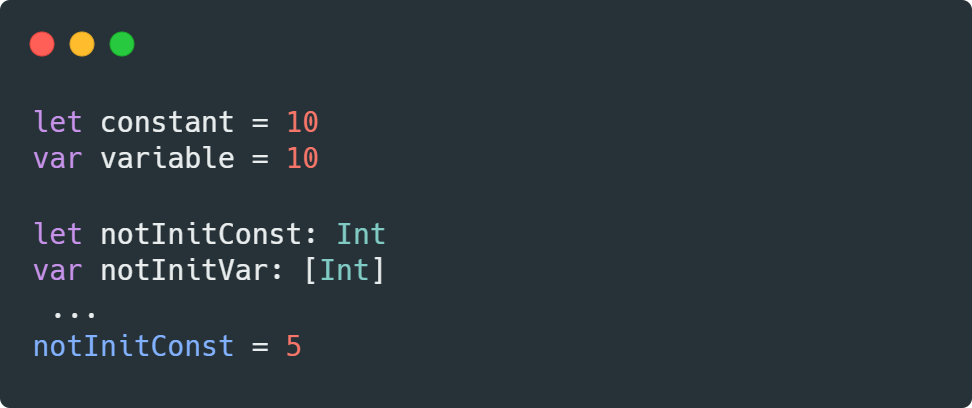 let constant = 10
var variable = 10
let notInitConst: Int
var notInitVar: [Int]
...
notInitConst = 5